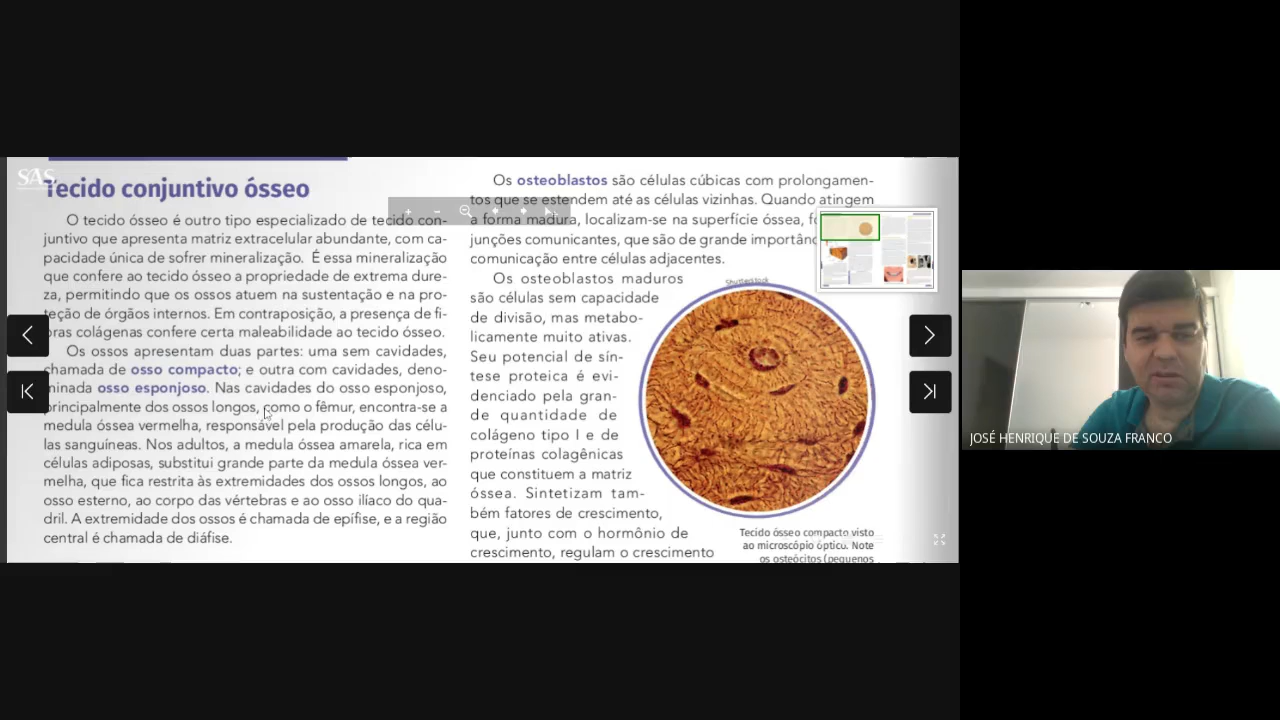 SAS
Tecido conjuntivo ósseo
O tecido ósseo é outro tipo especializado de tecido con-
juntivo que apresenta matriz extracelular abundante, com ca-
pacidade única de sofrer mineralização. É essa mineralização
que confere ao tecido ósseo a propriedade de extrema dure-
za, permitindo que os ossos atuem na sustentação e na pro-
teção de órgãos internos. Em contraposição, a presença de fi-
bras colágenas confere certa maleabilidade ao tecido ósseo.
Os ossos apresentam duas partes: uma sem cavidades,
chamada de osso compacto; e outra com cavidades, deno-
minada osso esponjoso. Nas cavidades do osso esponjoso,
principalmente dos ossos longos, como o fêmur, encontra-se a
medula óssea vermelha, responsável pela produção das célu-
las sanguíneas. Nos adultos, a medula óssea amarela, rica em
células adiposas, substitui grande parte da medula óssea ver-
melha, que fica restrita às extremidades dos ossos longos, ao
osso esterno, ao corpo das vértebras e ao osso ilíaco do qua-
dril. A extremidade dos ossos é chamada de epífise, e a região
central é chamada de diáfise.
Os osteoblastos são células cúbicas com prolongamen-
tos que se estendem até as células vizinhas. Quando atingem
a forma madura, localizam-se na superfície óssea,
junções comunicantes, que são de grande
comunicação entre células adjacentes.
Os osteoblastos maduros
são células sem capacidade
de divisão, mas metabo-
licamente muito ativas.
Seu potencial de sín-
tese proteica é evi-
denciado pela gran-
de quantidade de
colágeno tipo I e de
proteínas colagênicas
que constituem a matriz
óssea. Sintetizam tam-
bém fatores de crescimento,
que, junto com o hormônio de
crescimento, regulam o crescimento
Shutterstock
Tecido ósseo compacto visto
ao microscópio óptico. Note
os osteócitos (pequenos
JOSÉ HENRIQUE DE SOUZA FRANCO